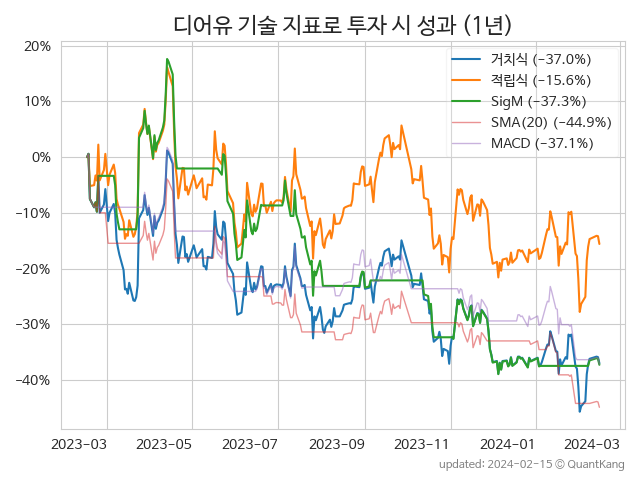 디어유 기술 지표로 투자 시 성과 (1년)
거치식 (−37.0%)
적립식 (−15.6%)
SigM (−37.3%)
SMA(20) (−44.9%)
MACD (−37.1%)
20%
10%
0%
−10%
−20%
−30%
−40%
2023−03 2023−05 2023−07 2023−09 2023−11 2024−01 2024−03
updated: 2024−02−15 © QuantKang